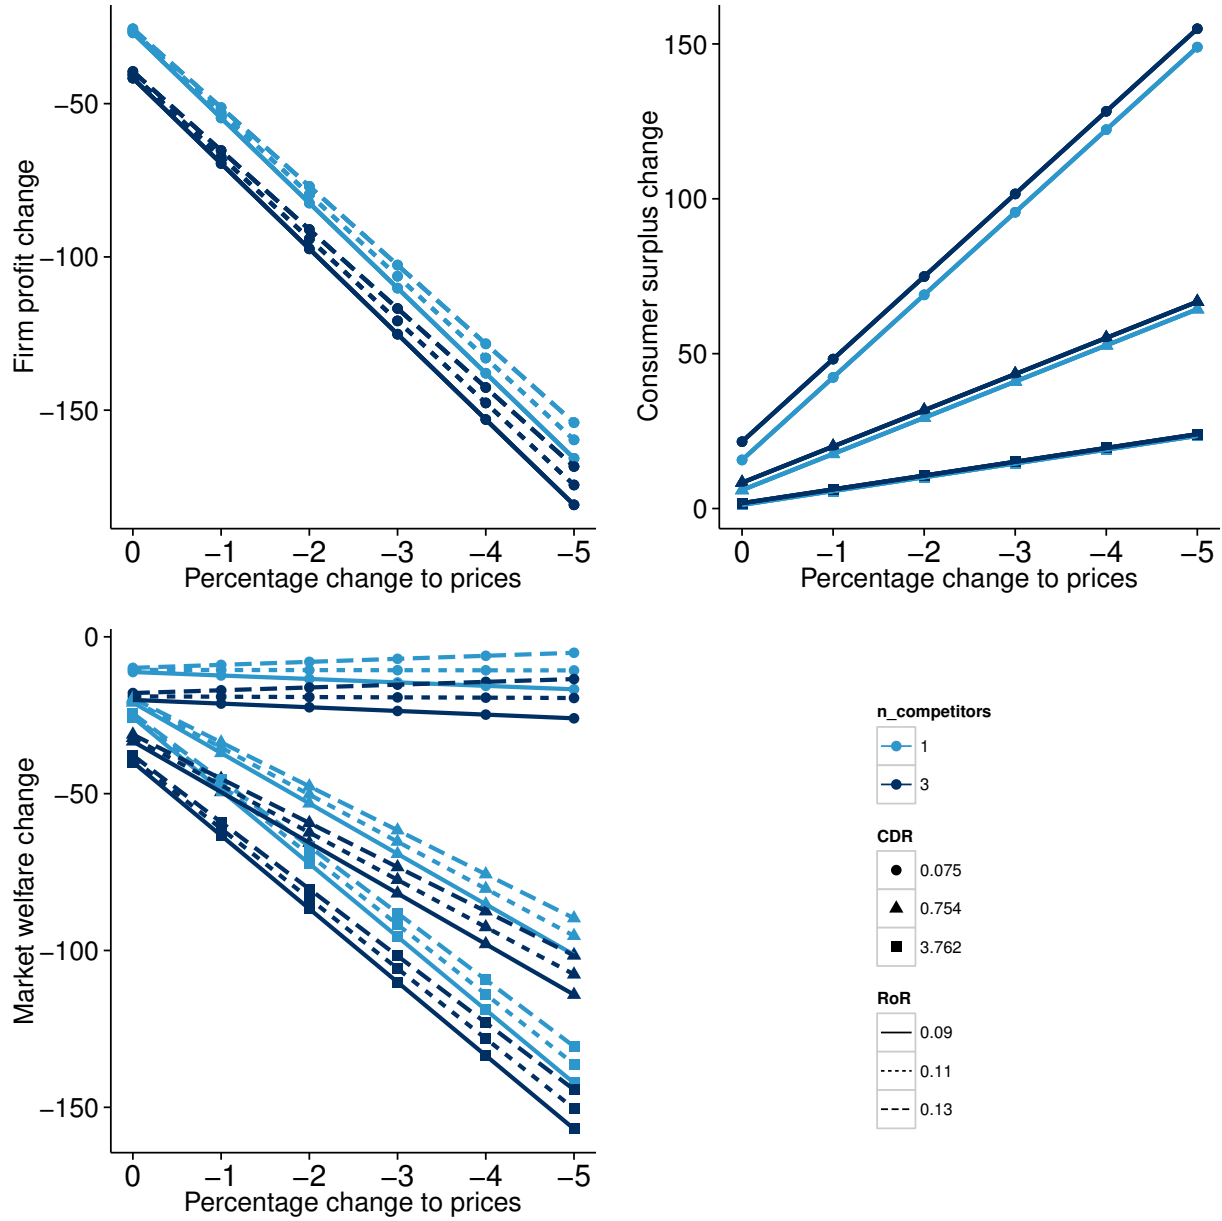 Firm profit change
−50
−100
−150
0 −1 −2 −3 −4 −5
Percentage change to prices
Consumer surplus change
150
100
50
0
0 −1 −2 −3 −4 −5
Percentage change to prices
Market welfare change
0
−50
−100
−150
0 −1 −2 −3 −4 −5
Percentage change to prices
n_competitors
1
3
CDR
0.075
0.754
3.762
RoR
0.09
0.11
0.13